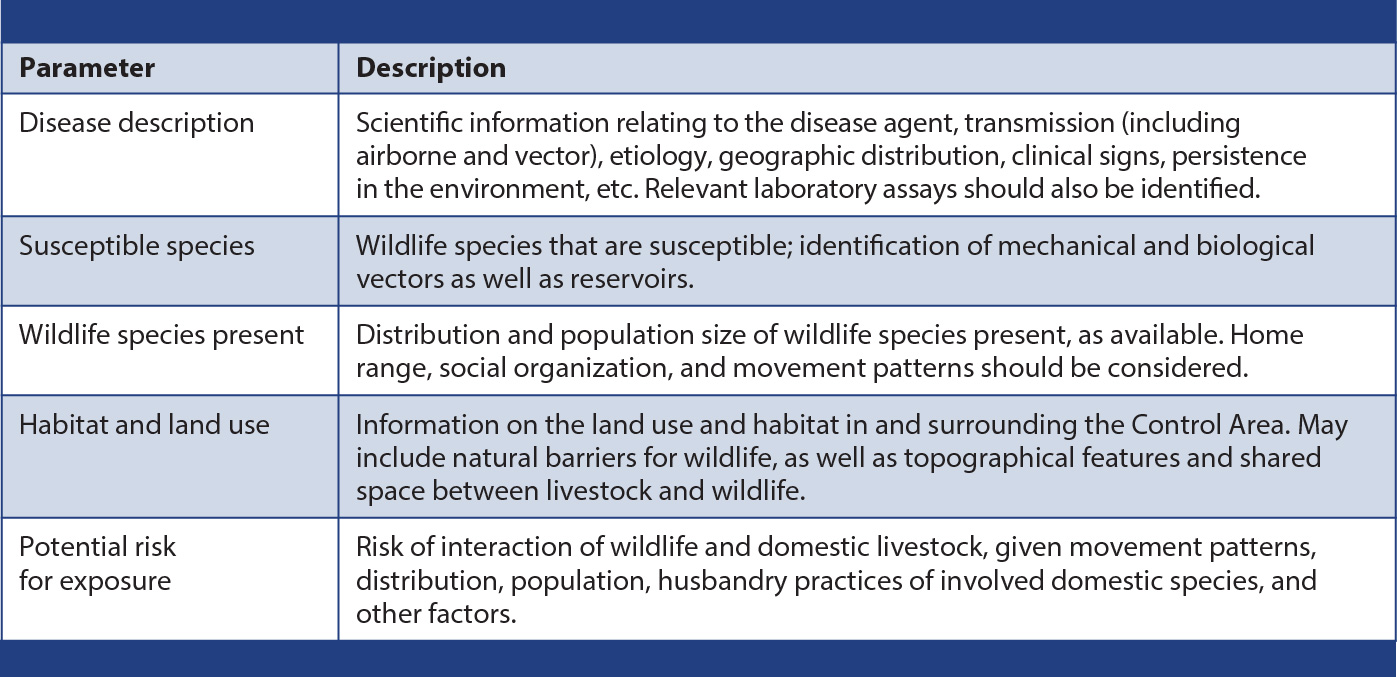 Parameter
Description
Disease description
Scientific information relating to the disease agent, transmission (including
airborne and vector), etiology, geographic distribution, clinical signs, persistence
in the environment, etc. Relevant laboratory assays should also be identified.
Susceptible species
Wildlife species that are susceptible; identification of mechanical and biological
vectors as well as reservoirs.
Wildlife species present
Distribution and population size of wildlife species present, as available. Home
range, social organization, and movement patterns should be considered.
Habitat and land use
Information on the land use and habitat in and surrounding the Control Area. May
include natural barriers for wildlife, as well as topographical features and shared
space between livestock and wildlife.
Potential risk
for exposure
Risk of interaction of wildlife and domestic livestock, given movement patterns,
distribution, population, husbandry practices of involved domestic species, and
other factors.